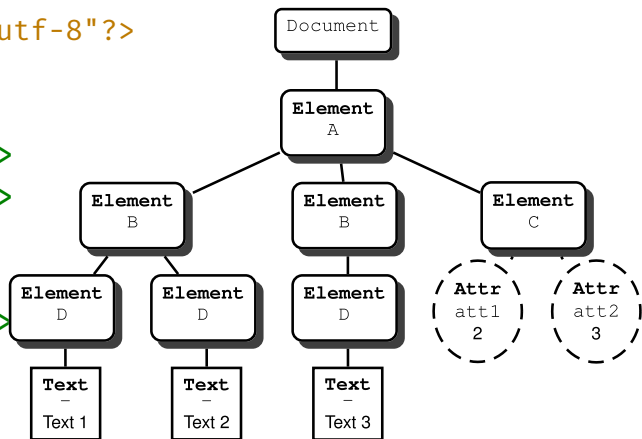 utf-8"?>
Document
Element
A
>
>
Element
B
Element
B
Element
C
Element
D
Element
D
Element
D
Attr
att1
2
Attr
att2
3
>
Text
–
Text 1
Text
–
Text 2
Text
–
Text 3